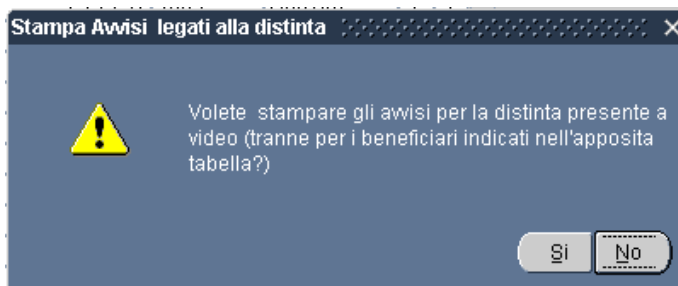 Stampa Avvisi legati alla distinta
Volete stampare gli avvisi per la distinta presente a
video (tranne per i beneficiari indicati nell'apposita
tabella?)
Si No